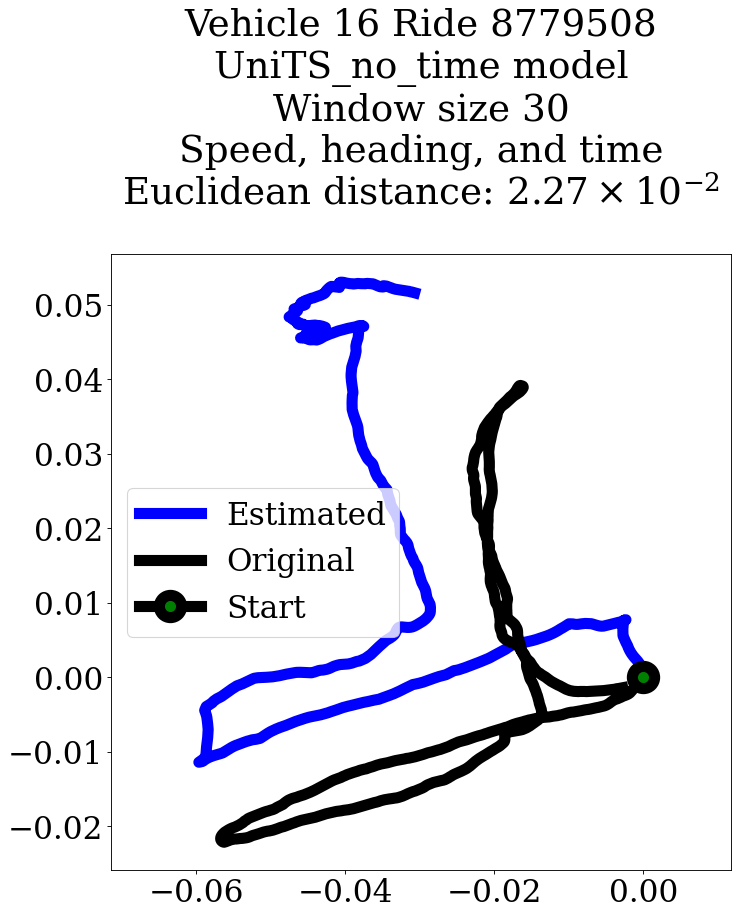 Vehicle 16 Ride 8779508
UniTS_no_time model
Window size 30
Speed, heading, and time
Euclidean distance: 2.27 × 10⁻²
0.05
0.04
0.03
0.02
0.01
0.00
−0.01
−0.02
Estimated
Original
Start
−0.06 −0.04 −0.02 0.00